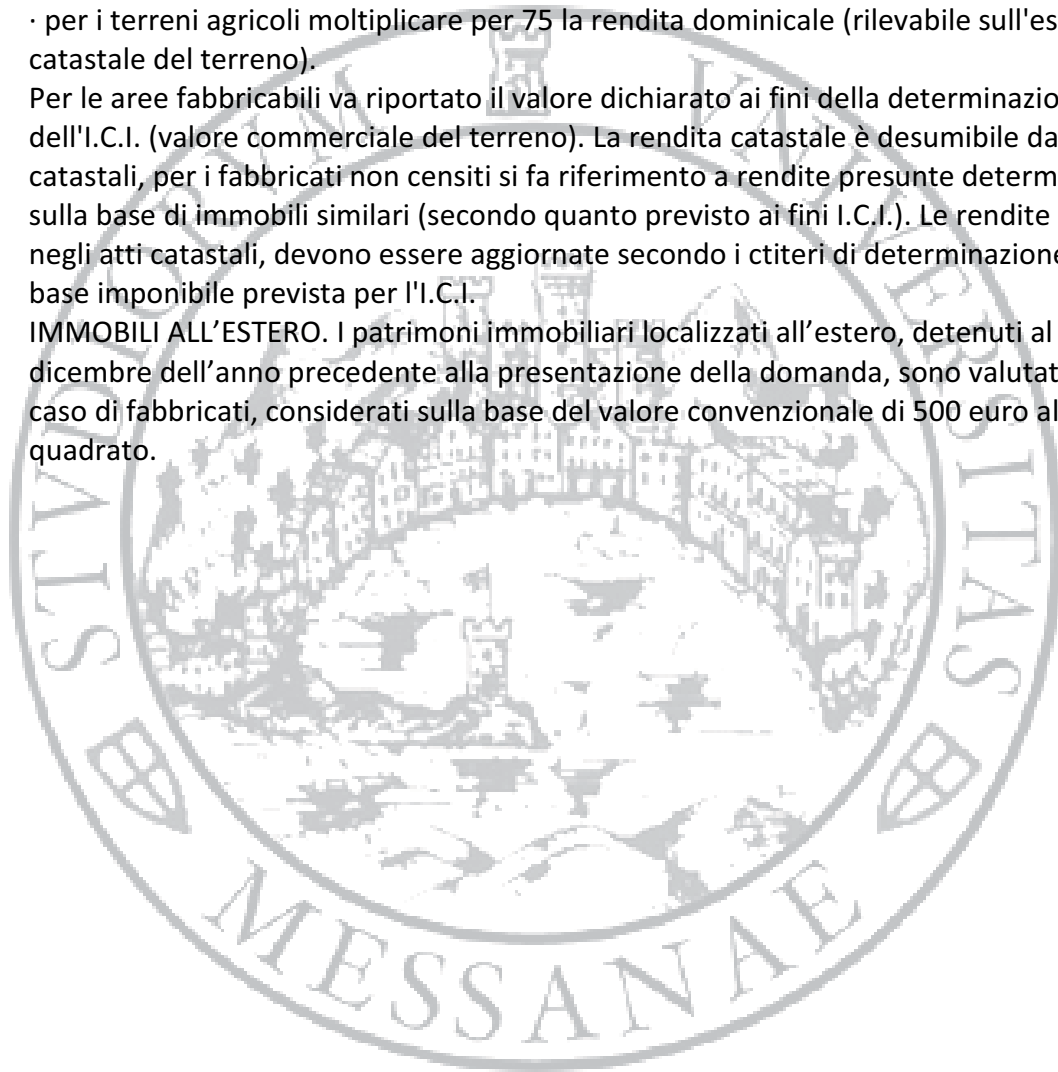 · per i terreni agricoli moltiplicare per 75 la rendita dominicale (rilevabile sull'es
catastale del terreno).
Per le aree fabbricabili va riportato il valore dichiarato ai fini della determinazio
dell'I.C.I. (valore commerciale del terreno). La rendita catastale è desumibile da
catastali, per i fabbricati non censiti si fa riferimento a rendite presunte determ
sulla base di immobili similari (secondo quanto previsto ai fini I.C.I.). Le rendite
negli atti catastali, devono essere aggiornate secondo i ctiteri di determinazione
base imponibile prevista per l'I.C.I.
IMMOBILI ALL’ESTERO. I patrimoni immobiliari localizzati all’estero, detenuti al
dicembre dell’anno precedente alla presentazione della domanda, sono valutat
caso di fabbricati, considerati sulla base del valore convenzionale di 500 euro al
quadrato.
STVDIORVM VNIVERSITAS
MESSANAE